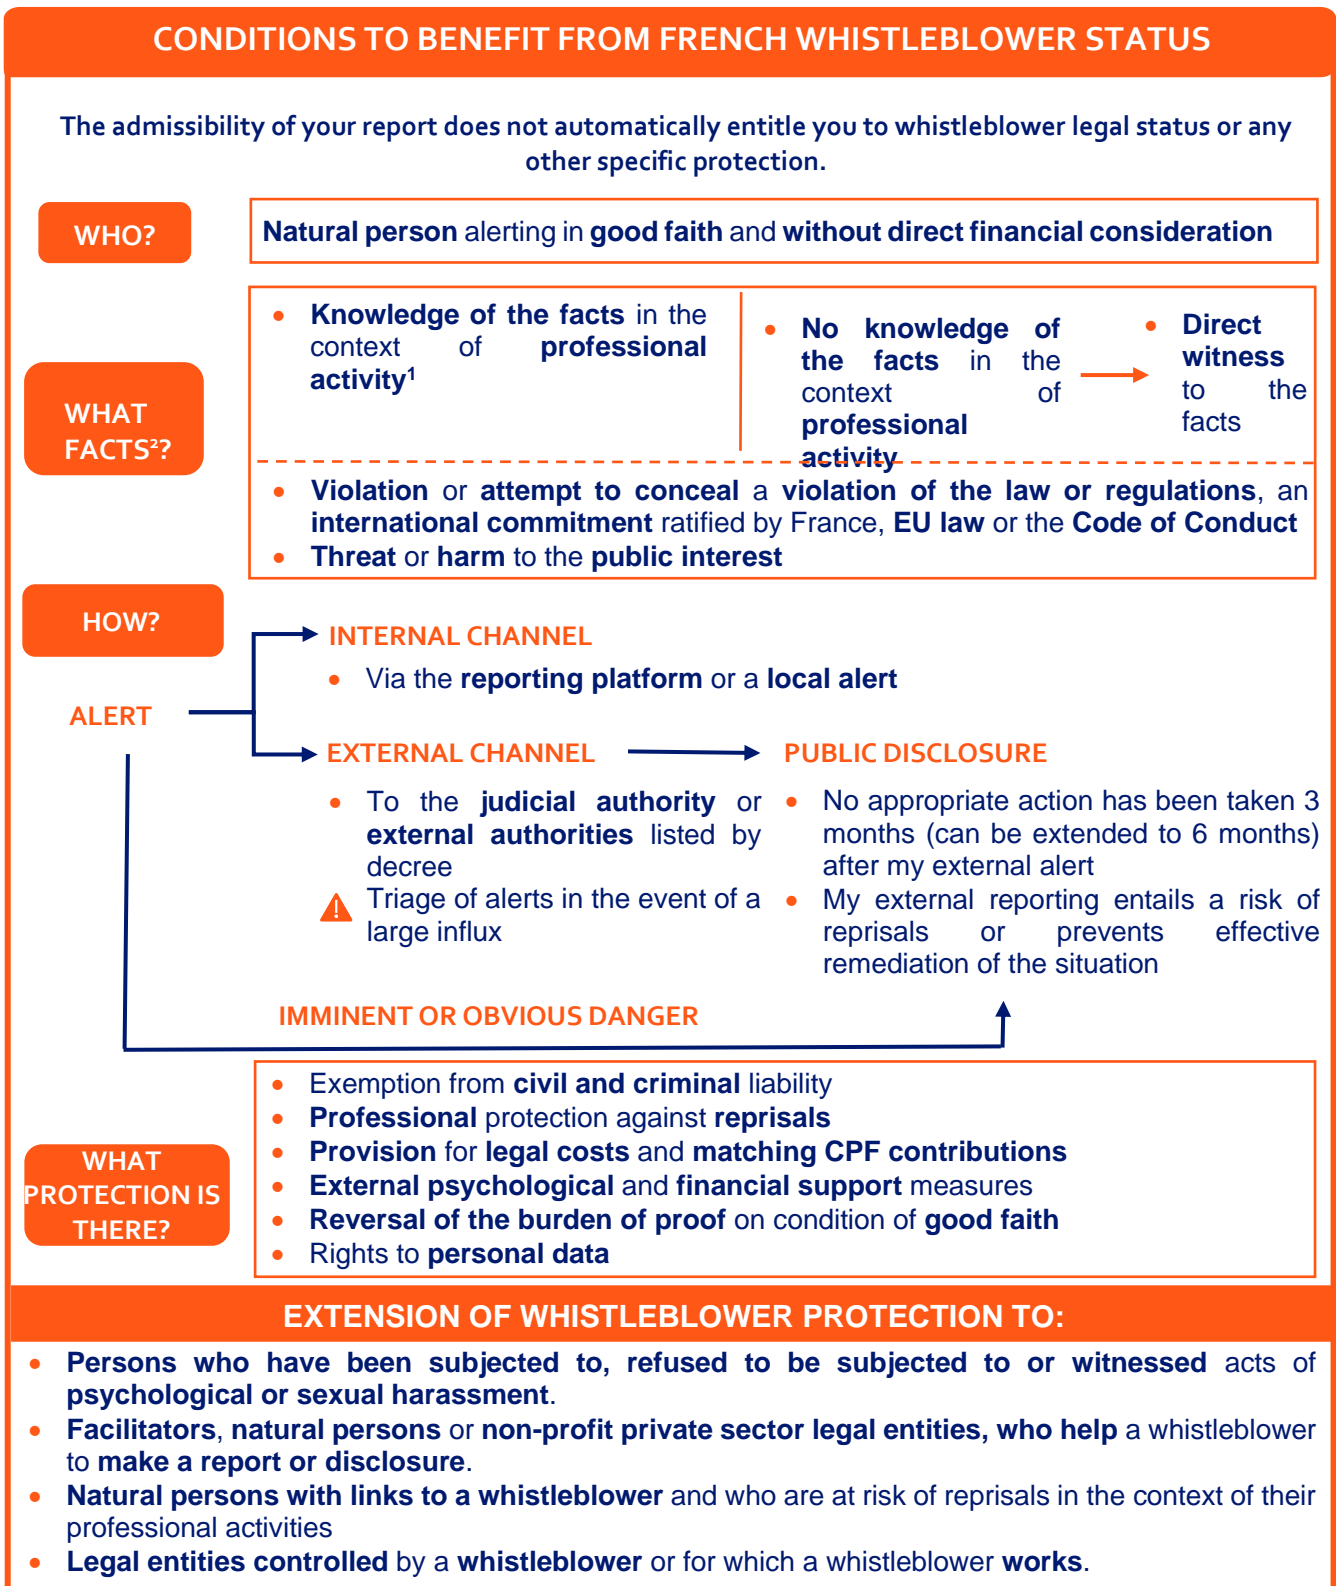 CONDITIONS TO BENEFIT FROM FRENCH WHISTLEBLOWER STATUS
The admissibility of your report does not automatically entitle you to whistleblower legal status or any
other specific protection.
WHO?
Natural person alerting in good faith and without direct financial consideration
WHAT
FACTS²?
• Knowledge of the facts in the
context of professional
activity¹
• No knowledge of
the facts in the
context of
professional
activity
• Direct
witness
to the
facts
• Violation or attempt to conceal a violation of the law or regulations, an
international commitment ratified by France, EU law or the Code of Conduct
• Threat or harm to the public interest
HOW?
ALERT
INTERNAL CHANNEL
• Via the reporting platform or a local alert
EXTERNAL CHANNEL
• To the judicial authority or
external authorities listed by
decree
Triage of alerts in the event of a
large influx
PUBLIC DISCLOSURE
• No appropriate action has been taken 3
months (can be extended to 6 months)
after my external alert
• My external reporting entails a risk of
reprisals or prevents effective
remediation of the situation
IMMINENT OR OBVIOUS DANGER
WHAT
PROTECTION IS
THERE?
• Exemption from civil and criminal liability
• Professional protection against reprisals
• Provision for legal costs and matching CPF contributions
• External psychological and financial support measures
• Reversal of the burden of proof on condition of good faith
• Rights to personal data
EXTENSION OF WHISTLEBLOWER PROTECTION TO:
• Persons who have been subjected to, refused to be subjected to or witnessed acts of
psychological or sexual harassment.
• Facilitators, natural persons or non-profit private sector legal entities, who help a whistleblower
to make a report or disclosure.
• Natural persons with links to a whistleblower and who are at risk of reprisals in the context of their
professional activities
• Legal entities controlled by a whistleblower or for which a whistleblower works.